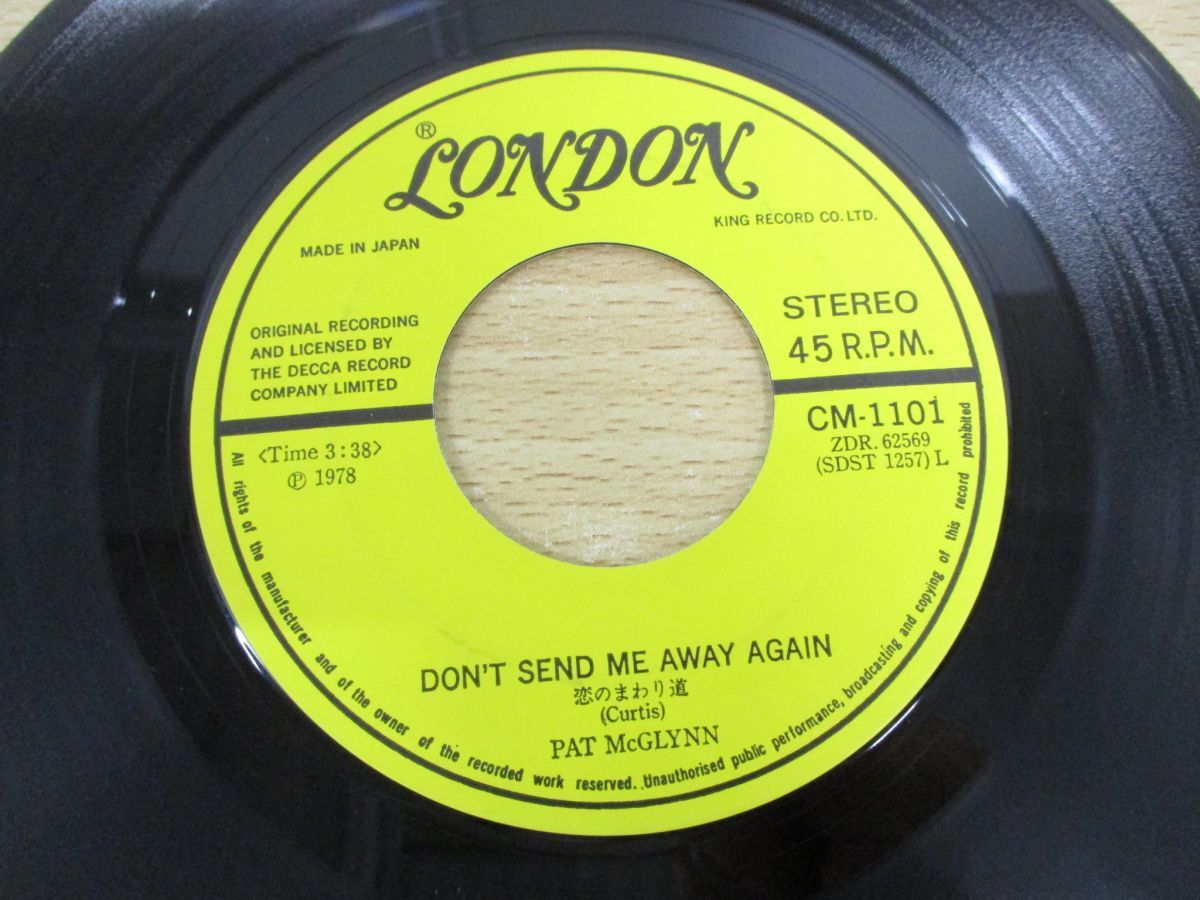 ® LONDON
KING RECORD CO. LTD.
MADE IN JAPAN
ORIGINAL RECORDING
AND LICENSED BY
THE DECCA RECORD
COMPANY LIMITED
STEREO
45 R.P.M.
CM-1101
ZDR. 62569
(SDST 1257) L
<Time 3:38>
℗ 1978
DON'T SEND ME AWAY AGAIN
恋のまわり道
(Curtis)
PAT McGLYNN
All rights of the manufacturer and of the owner of the recorded work reserved. Unauthorised public performance, broadcasting and copying of this record prohibited